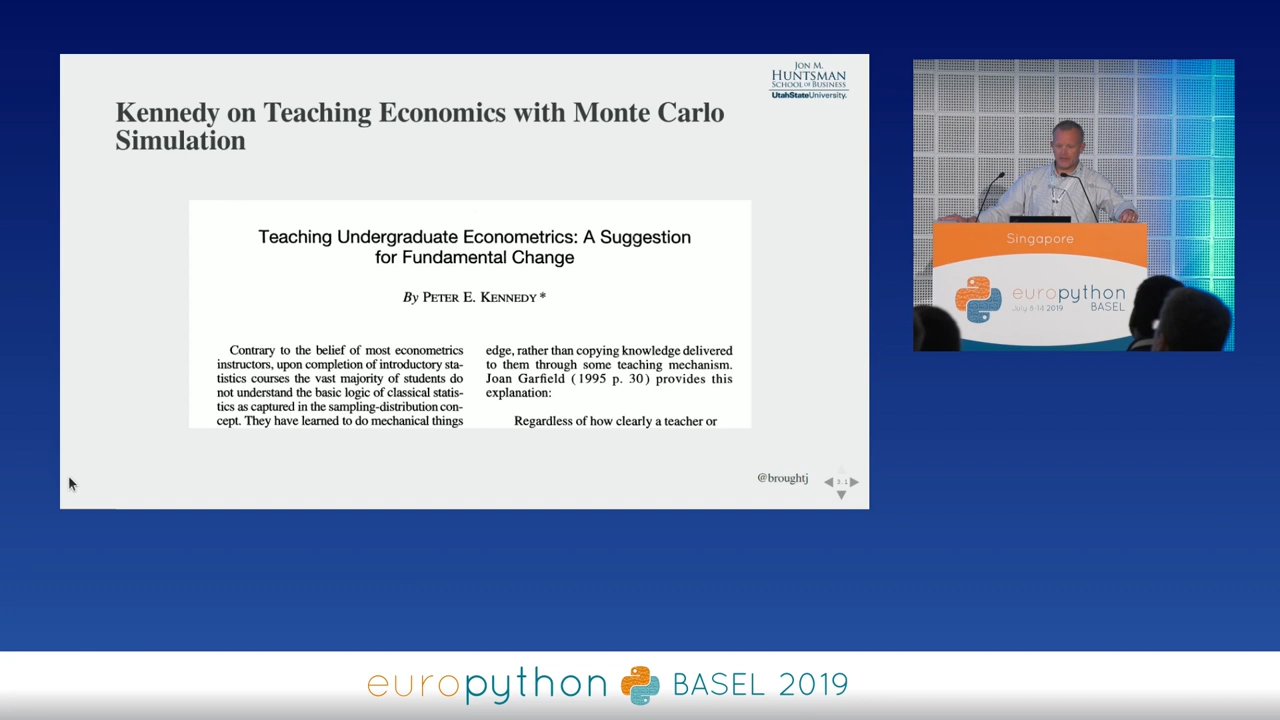 JON M.
HUNTSMAN
SCHOOL OF BUSINESS
UtahStateUniversity.
Kennedy on Teaching Economics with Monte Carlo
Simulation
Teaching Undergraduate Econometrics: A Suggestion
for Fundamental Change
By PETER E. KENNEDY*
Contrary to the belief of most econometrics
instructors, upon completion of introductory sta-
tistics courses the vast majority of students do
not understand the basic logic of classical statis-
tics as captured in the sampling-distribution con-
cept. They have learned to do mechanical things
edge, rather than copying knowledge delivered
to them through some teaching mechanism.
Joan Garfield (1995 p. 30) provides this
explanation:
Regardless of how clearly a teacher or
@broughtj
3.1
Singapore
europython
July 8-14 2019 BASEL
europython BASEL 2019